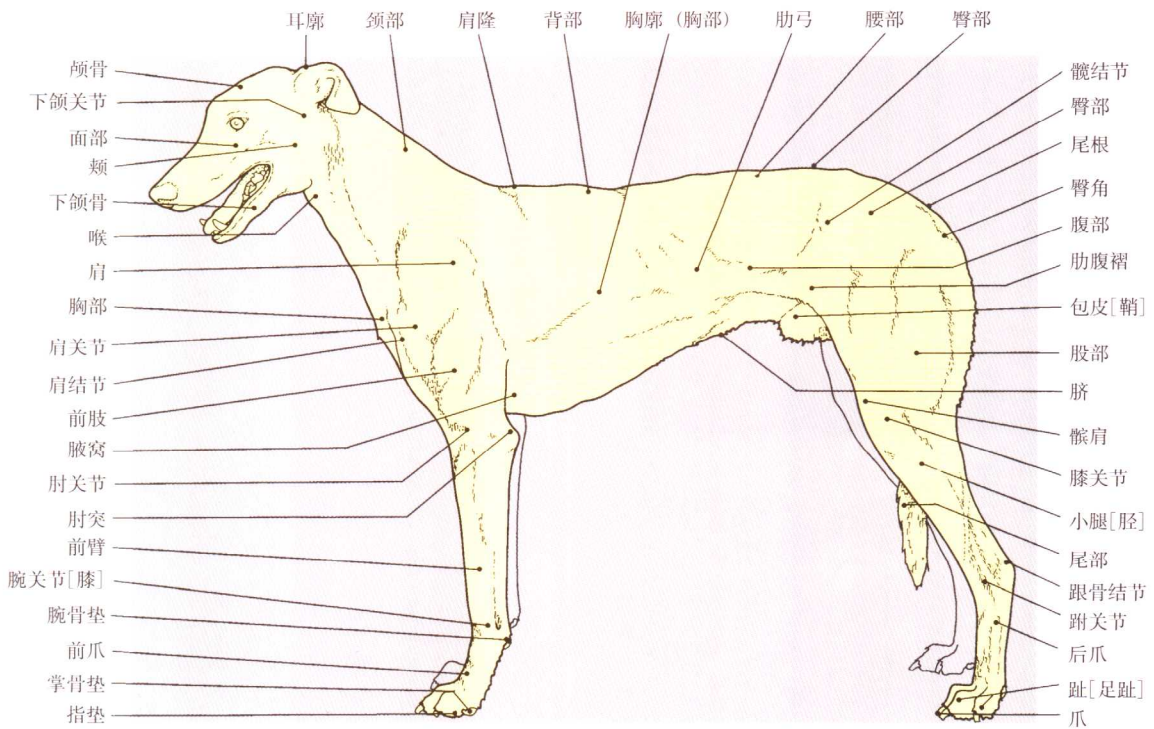 耳廓
颈部
肩隆
背部
胸廓（胸部）
肋弓
腰部
臀部
颅骨
下颌关节
面部
颊
下颌骨
喉
肩
胸部
肩关节
肩结节
前肢
腋窝
肘关节
肘突
前臂
腕关节[膝]
腕骨垫
前爪
掌骨垫
指垫
髋结节
臀部
尾根
臀角
腹部
肋腹褶
包皮[鞘]
股部
脐
髌肩
膝关节
小腿[胫]
尾部
跟骨结节
跗关节
后爪
趾[足趾]
爪